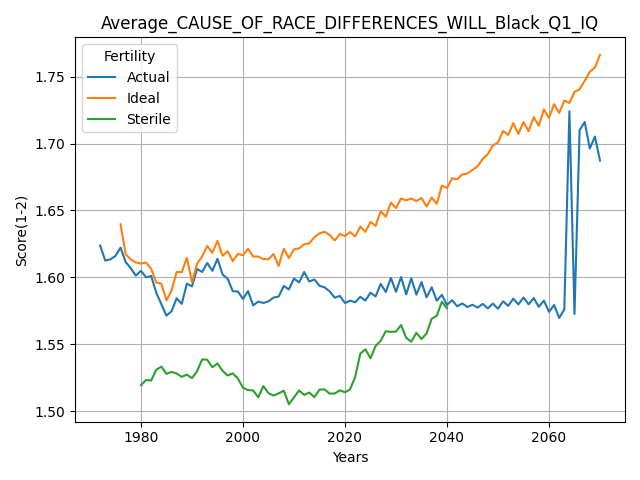 Average_CAUSE_OF_RACE_DIFFERENCES_WILL_Black_Q1_IQ
Fertility
Actual
Ideal
Sterile
Score(1-2)
1.75
1.70
1.65
1.60
1.55
1.50
1980
2000
2020
2040
2060
Years